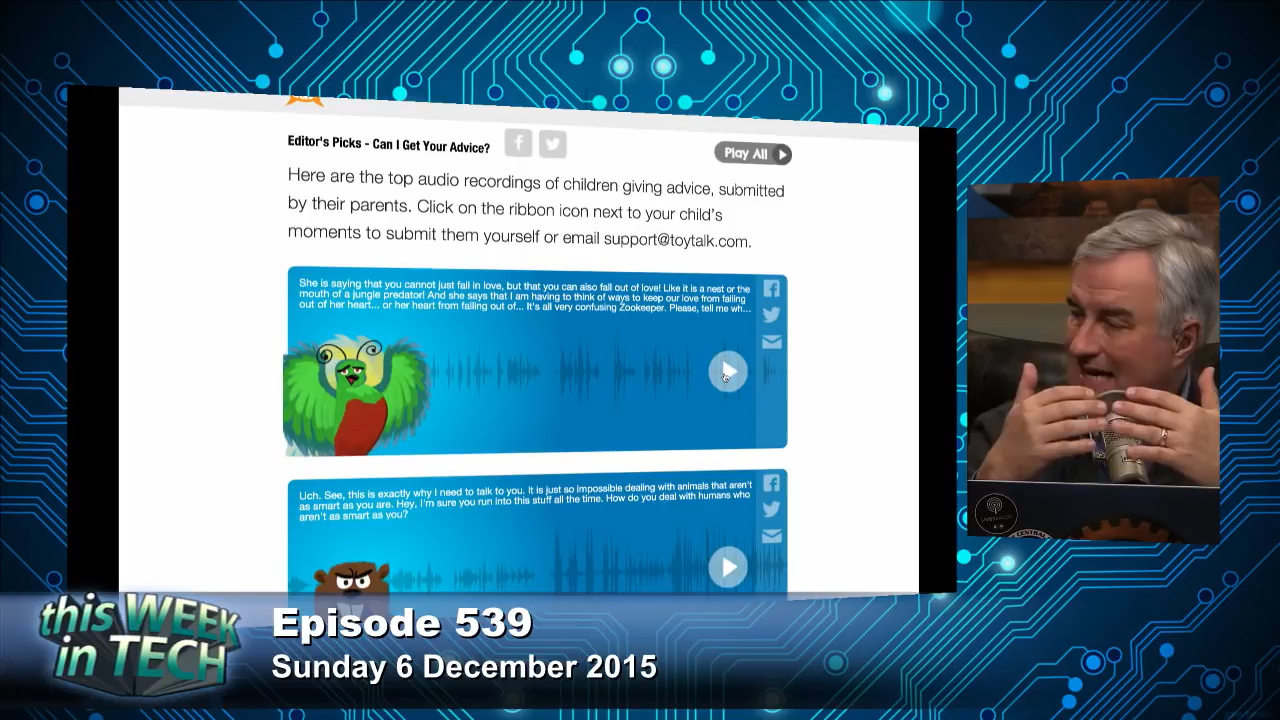 Editor's Picks - Can I Get Your Advice?
Play All
Here are the top audio recordings of children giving advice, submitted
by their parents. Click on the ribbon icon next to your child's
moments to submit them yourself or email support@toytalk.com.
She is saying that you cannot just fall in love, but that you can also fall out of love! Like it is a nest or the
mouth of a jungle predator! And she says that I am having to think of ways to keep our love from falling
out of her heart... or her heart from falling out of... It's all very confusing Zookeeper. Please, tell me wh...
Uch. See, this is exactly why I need to talk to you. It is just so impossible dealing with animals that aren't
as smart as you are. Hey, I'm sure you run into this stuff all the time. How do you deal with humans who
aren't as smart as you?
this WEEK
in TECH
Episode 539
Sunday 6 December 2015